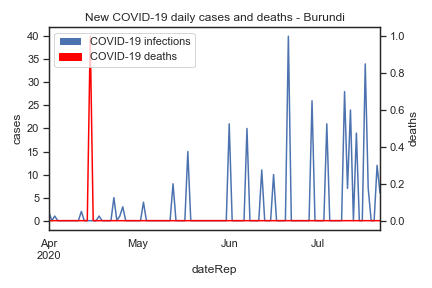 New COVID-19 daily cases and deaths - Burundi
COVID-19 infections
COVID-19 deaths
40
35
30
25
20
15
10
5
0
cases
1.0
0.8
0.6
0.4
0.2
0.0
deaths
Apr
2020
May
Jun
Jul
dateRep